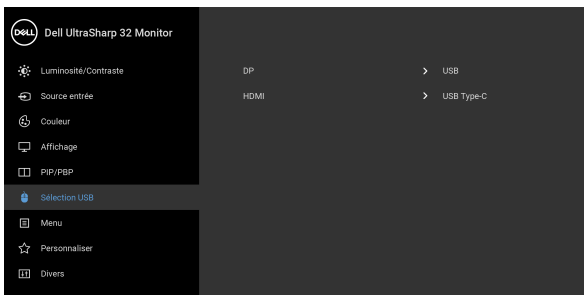 DELL Dell UltraSharp 32 Monitor
Luminosité/Contraste
DP > USB
Source entrée
HDMI > USB Type-C
Couleur
Affichage
PIP/PBP
Sélection USB
Menu
Personnaliser
Divers